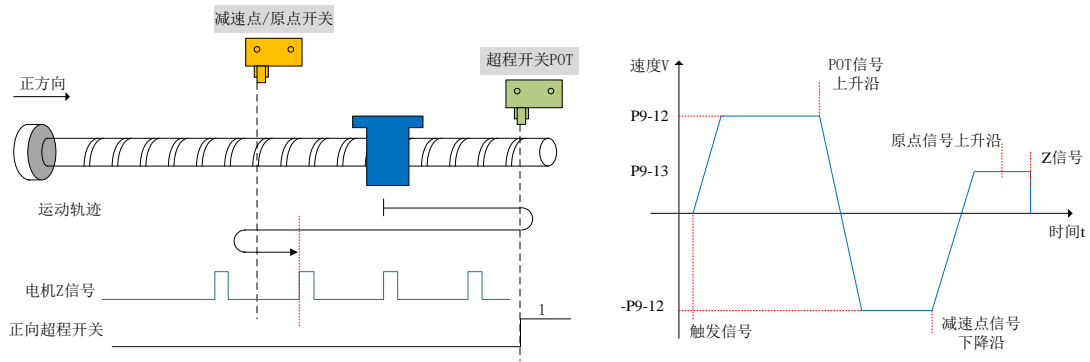 减速点/原点开关
超程开关POT
正方向
运动轨迹
电机Z信号
正向超程开关
1
速度V
POT信号
上升沿
P9-12
原点信号上升沿
Z信号
P9-13
时间t
-P9-12
触发信号
减速点信号
下降沿